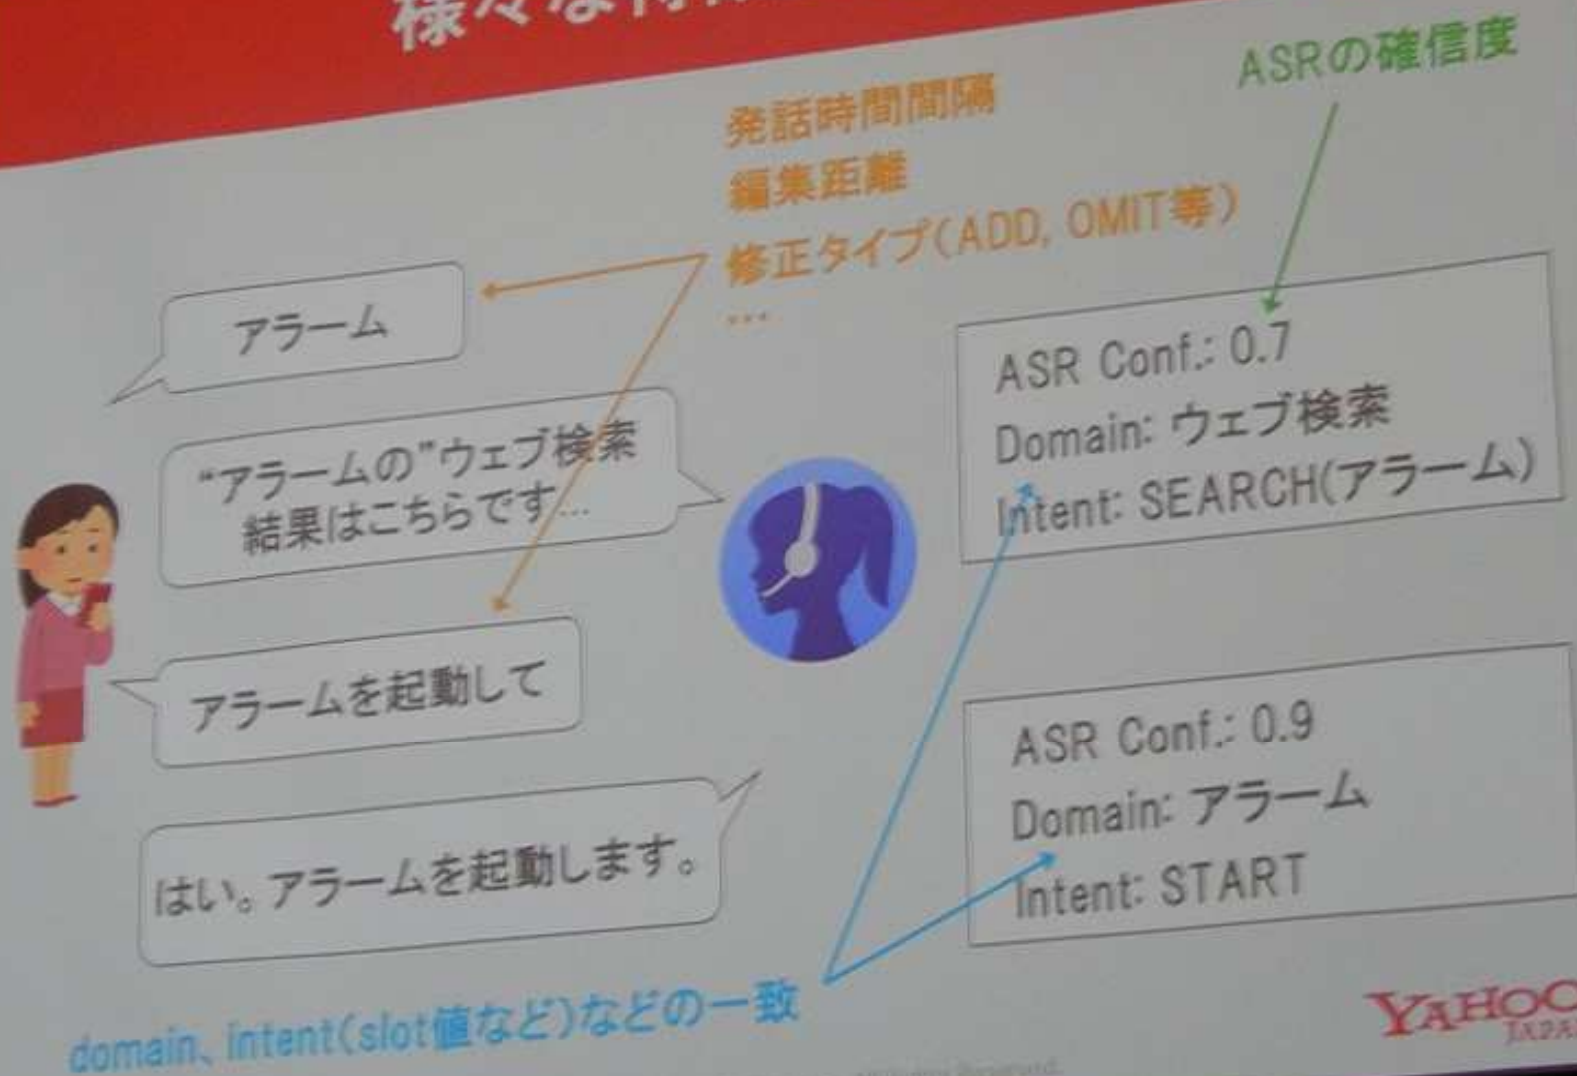 様々な
ASRの確信度
発話時間間隔
編集距離
修正タイプ(ADD, OMIT等)
...
アラーム
“アラームの”ウェブ検索
結果はこちらです...
アラームを起動して
はい。アラームを起動します。
ASR Conf.: 0.7
Domain: ウェブ検索
Intent: SEARCH(アラーム)
ASR Conf.: 0.9
Domain: アラーム
Intent: START
domain、intent(slot値など)などの一致
YAHOO
JAPAN